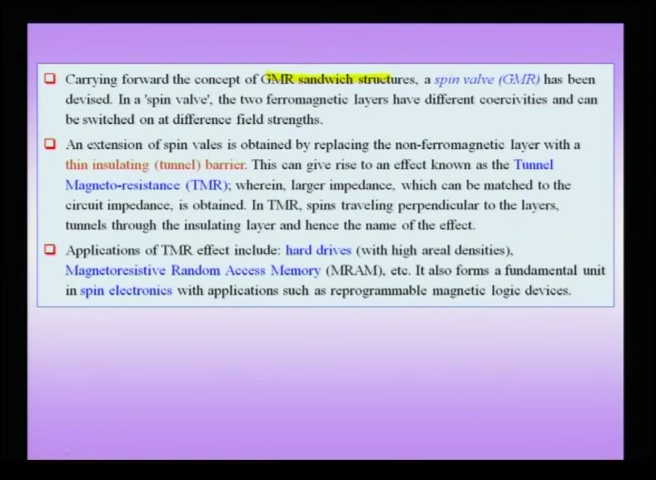 Carrying forward the concept of GMR sandwich structures, a spin valve (GMR) has been
devised. In a 'spin valve', the two ferromagnetic layers have different coercivities and can
be switched on at difference field strengths.
An extension of spin vales is obtained by replacing the non-ferromagnetic layer with a
thin insulating (tunnel) barrier. This can give rise to an effect known as the Tunnel
Magneto-resistance (TMR); wherein, larger impedance, which can be matched to the
circuit impedance, is obtained. In TMR, spins traveling perpendicular to the layers,
tunnels through the insulating layer and hence the name of the effect.
Applications of TMR effect include: hard drives (with high areal densities),
Magnetoresistive Random Access Memory (MRAM), etc. It also forms a fundamental unit
in spin electronics with applications such as reprogrammable magnetic logic devices.